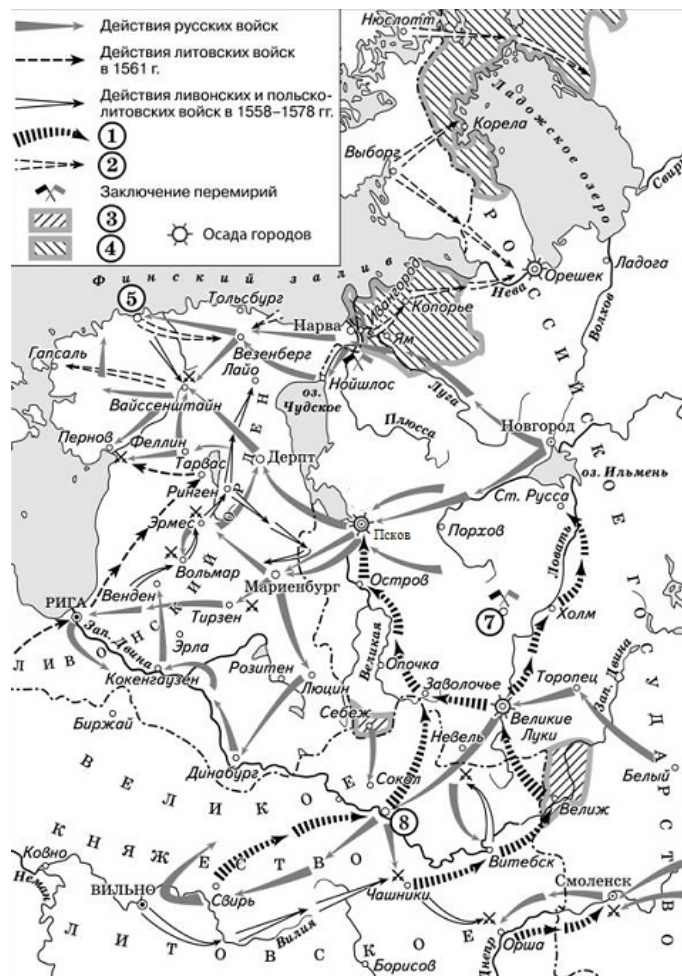 Действия русских войск
Действия литовских войск
в 1561 г.
Действия ливонских и польско-
литовских войск в 1558–1578 гг.
1
2
Заключение перемирий
3
4
Осада городов
Нюслотт
Ладожское озеро
Корела
Выборг
Свирь
РОССИЙСКОЕ ГОСУДАРСТВО
Орешек
Ладога
Нева
Волхов
Финский залив
5
Тольсбург
Нарва
Ивангород
Копорье
Ям
Гапсаль
Везенберг
Лайо
Нойшлос
оз.
Чудское
Луга
Вайссенштайн
Плюсса
Новгород
Пернов
Феллин
Дерпт
оз. Ильмень
Тарвас
Ринген
Ст. Русса
Псков
Порхов
Эрмес
Вольмар
Остров
Ловать
Венден
Мариенбург
7
Холм
РИГА
Тирзен
Зап. Двина
Эрла
Великая
ЛИВОНСКИЙ ОРДЕН
Розитен
Опочка
Заволочье
Торопец
Зап. Двина
Кокенгаузен
Люцин
Себеж
Великие
Луки
Биржай
Невель
Динабург
Сокол
Белый
Велиж
8
ВЕЛИКОЕ
КНЯЖЕСТВО
Ковно
Витебск
Неман
ВИЛЬНО
Свирь
Чашники
Смоленск
Вилия
Орша
Днепр
ЛИТОВСКОЕ
Борисов